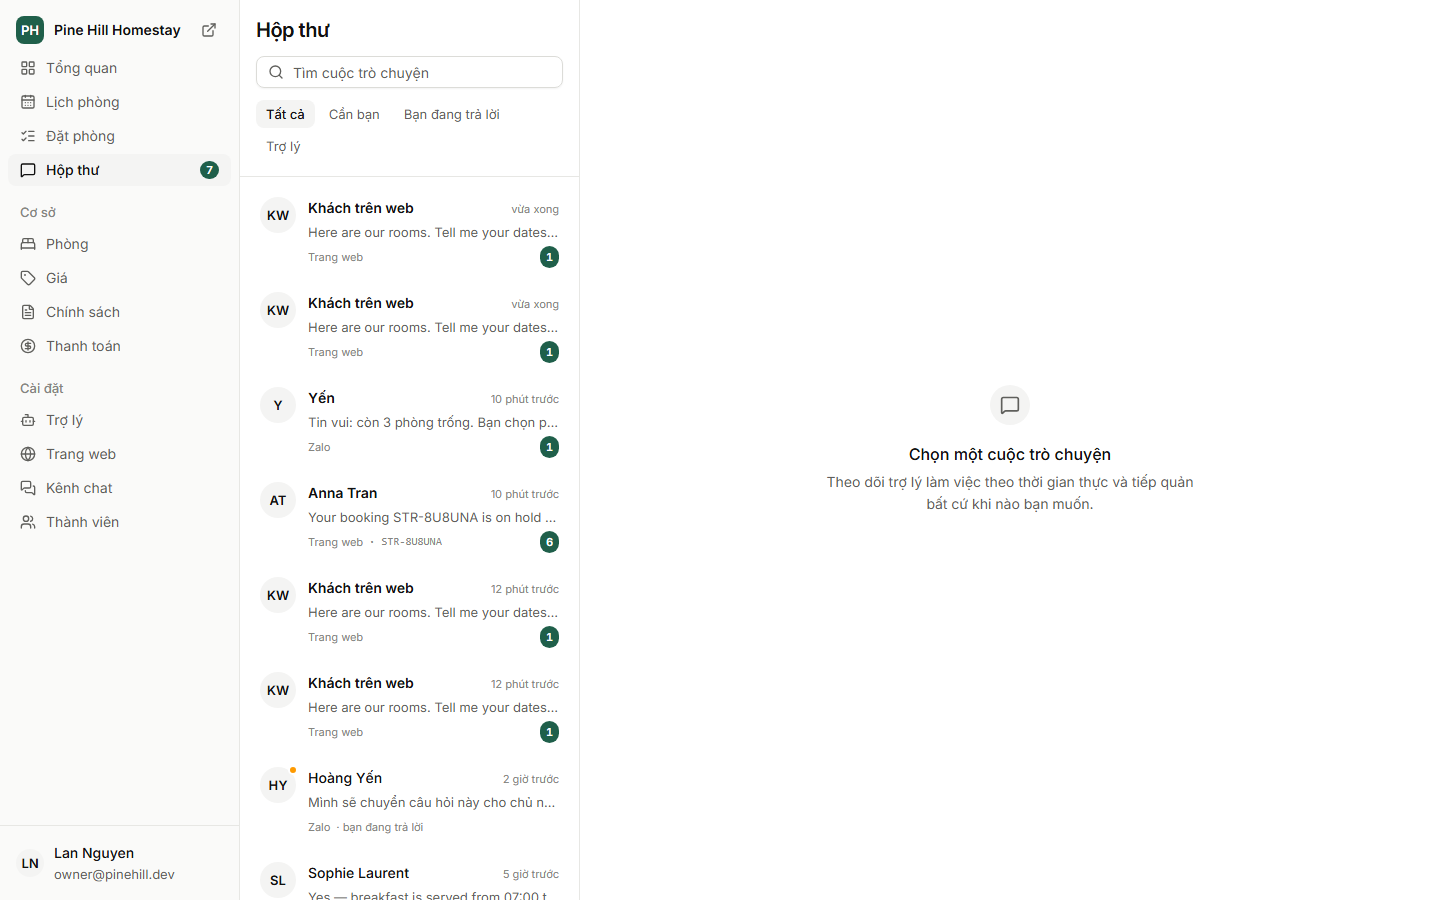 PH Pine Hill Homestay
Tổng quan
Lịch phòng
Đặt phòng
Hộp thư 7
Cơ sở
Phòng
Giá
Chính sách
Thanh toán
Cài đặt
Trợ lý
Trang web
Kênh chat
Thành viên
LN Lan Nguyen
owner@pinehill.dev
Hộp thư
Tìm cuộc trò chuyện
Tất cả Cần bạn Bạn đang trả lời
Trợ lý
KW Khách trên web vừa xong
Here are our rooms. Tell me your dates...
Trang web 1
KW Khách trên web vừa xong
Here are our rooms. Tell me your dates...
Trang web 1
Y Yến 10 phút trước
Tin vui: còn 3 phòng trống. Bạn chọn p...
Zalo 1
AT Anna Tran 10 phút trước
Your booking STR-8U8UNA is on hold ...
Trang web · STR-8U8UNA 6
KW Khách trên web 12 phút trước
Here are our rooms. Tell me your dates...
Trang web 1
KW Khách trên web 12 phút trước
Here are our rooms. Tell me your dates...
Trang web 1
HY Hoàng Yến 2 giờ trước
Mình sẽ chuyển câu hỏi này cho chủ n...
Zalo · bạn đang trả lời
SL Sophie Laurent 5 giờ trước
Yes — breakfast is served from 07:00 t...
Chọn một cuộc trò chuyện
Theo dõi trợ lý làm việc theo thời gian thực và tiếp quản
bất cứ khi nào bạn muốn.